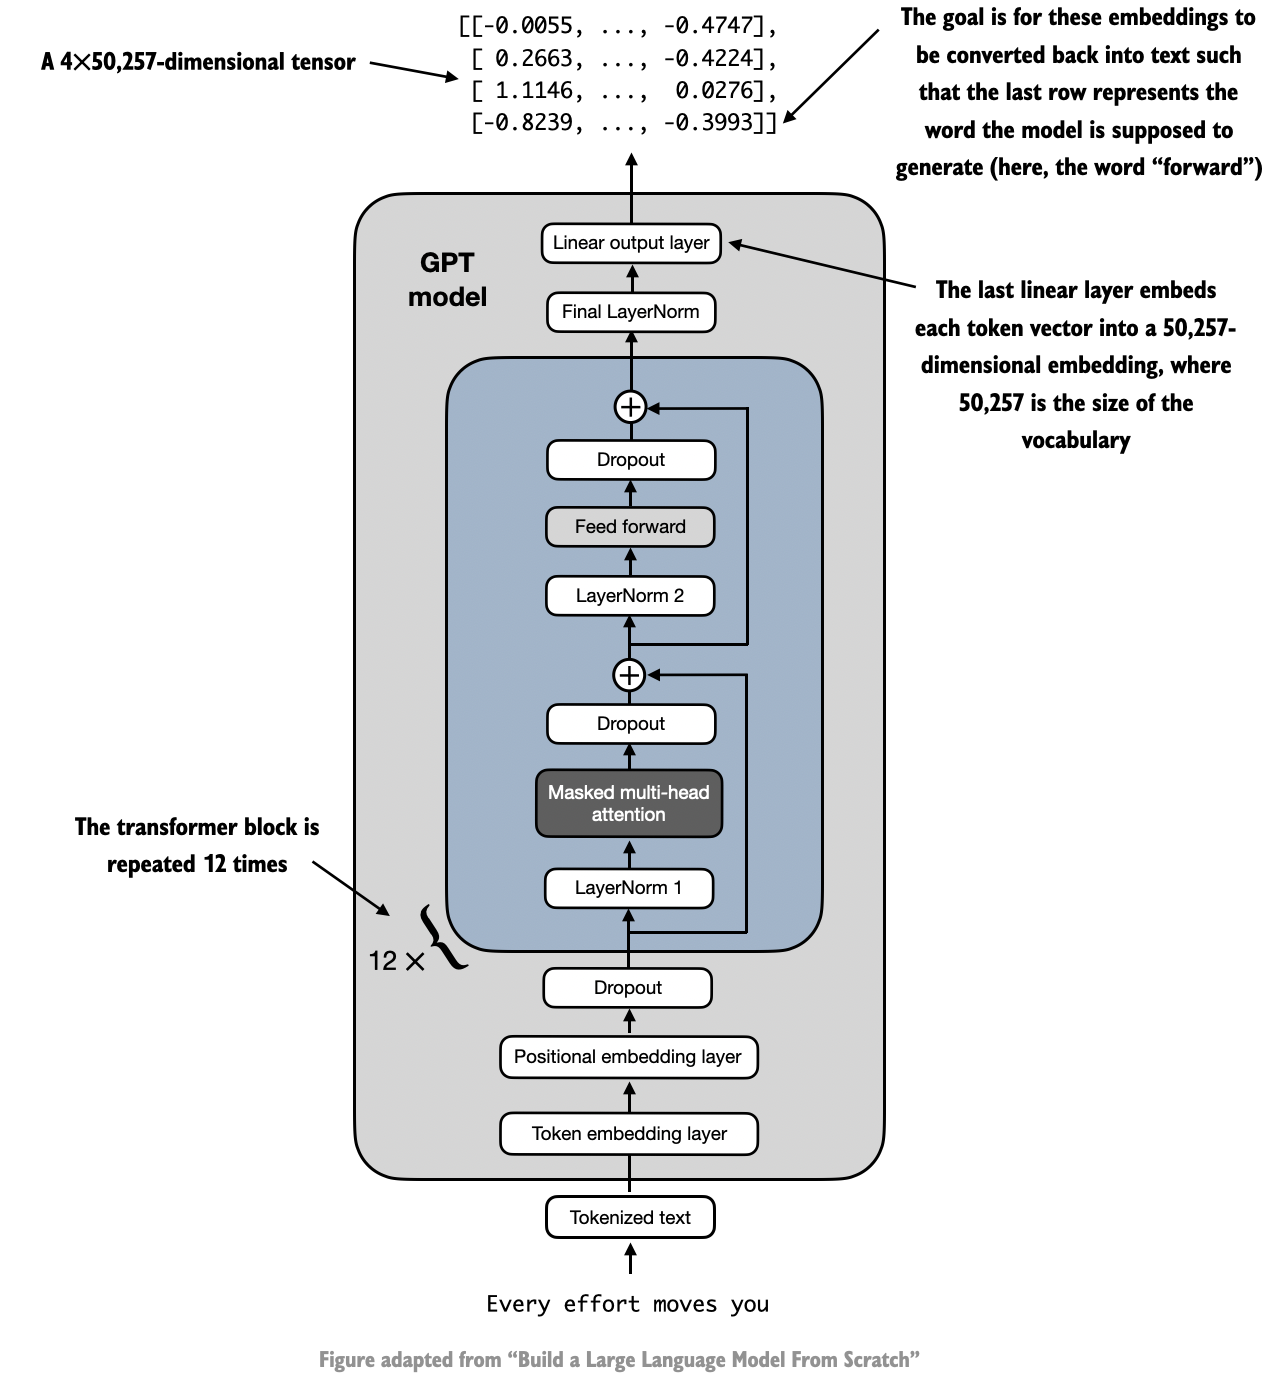 [[-0.0055, ..., -0.4747],
[ 0.2663, ..., -0.4224],
[ 1.1146, ..., 0.0276],
[-0.8239, ..., -0.3993]]
A 4×50,257-dimensional tensor
The goal is for these embeddings to
be converted back into text such
that the last row represents the
word the model is supposed to
generate (here, the word “forward”)
GPT
model
Linear output layer
Final LayerNorm
The last linear layer embeds
each token vector into a 50,257-
dimensional embedding, where
50,257 is the size of the
vocabulary
Dropout
Feed forward
LayerNorm 2
Dropout
Masked multi-head
attention
LayerNorm 1
The transformer block is
repeated 12 times
12 ×
Dropout
Positional embedding layer
Token embedding layer
Tokenized text
Every effort moves you
Figure adapted from “Build a Large Language Model From Scratch”